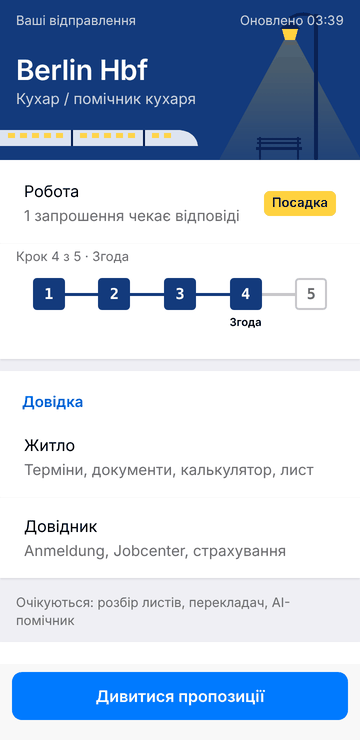 Ваші відправлення
Оновлено 03:39
Berlin Hbf
Кухар / помічник кухаря
Робота
1 запрошення чекає відповіді
Посадка
Крок 4 з 5 · Згода
1 2 3 4 5
Згода
Довідка
Житло
Терміни, документи, калькулятор, лист
Довідник
Anmeldung, Jobcenter, страхування
Очікуються: розбір листів, перекладач, AI-
помічник
Дивитися пропозиції